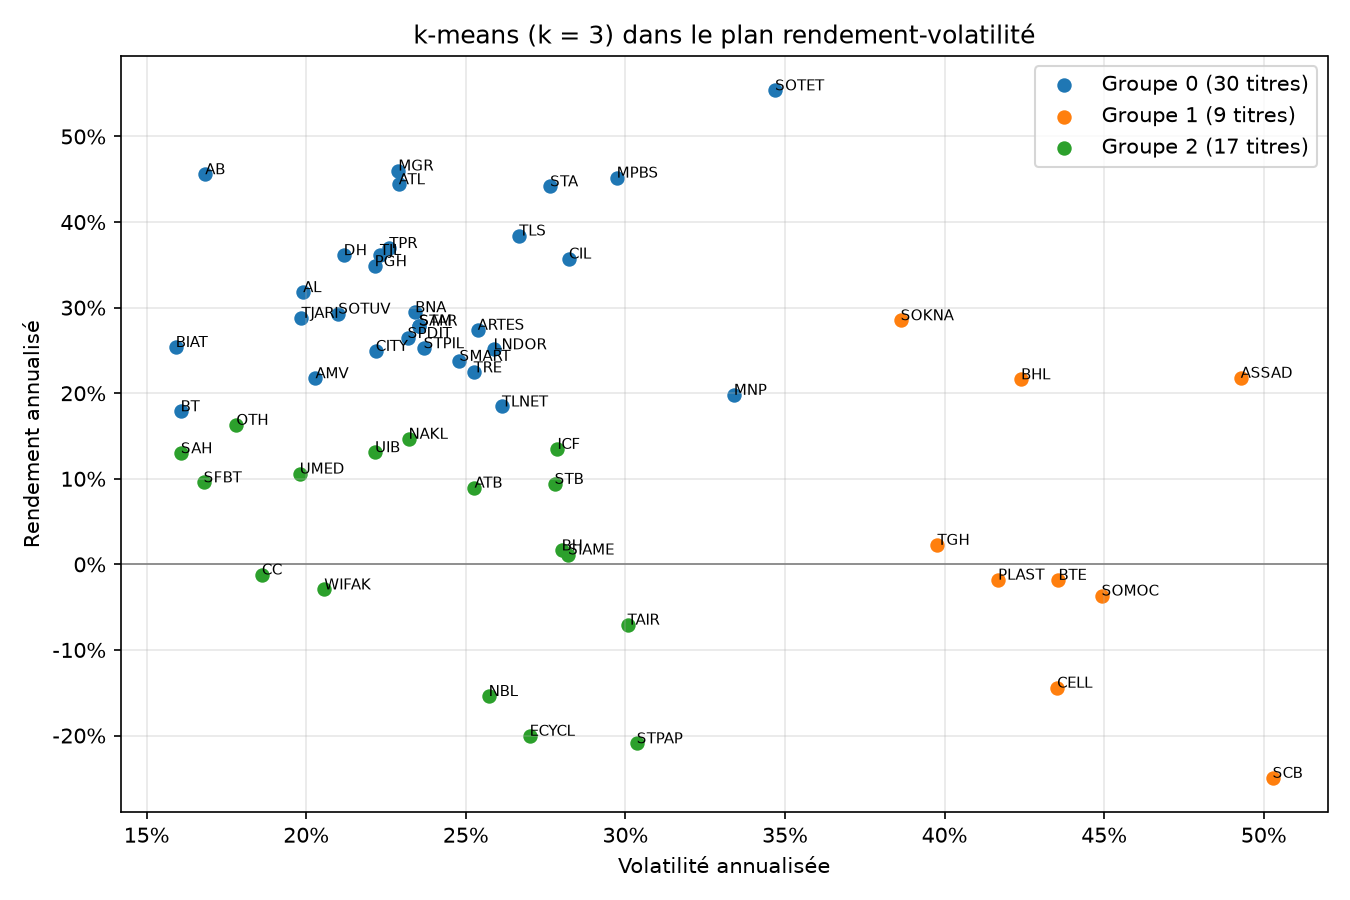 k-means (k = 3) dans le plan rendement-volatilité
Groupe 0 (30 titres)
Groupe 1 (9 titres)
Groupe 2 (17 titres)
SOTET
AB
MGR
ATL
STA
MPBS
TLS
TPR
DH
PGH
CIL
AL
TJARI
SOTUV
BNA
STAR
SPDIT
ARTES
SOKNA
BIAT
CITY
STPIL
LNDOR
SMART
TRE
AMV
BHL
ASSAD
MNP
BT
TLNET
OTH
NAKL
SAH
UIB
ICF
SFBT
UMED
ATB
STB
BH
SIAME
TGH
CC
WIFAK
PLAST
BTE
SOMOC
TAIR
NBL
CELL
ECYCL
STPAP
SCB
50%
40%
30%
20%
10%
0%
-10%
-20%
Rendement annualisé
15%
20%
25%
30%
35%
40%
45%
50%
Volatilité annualisée